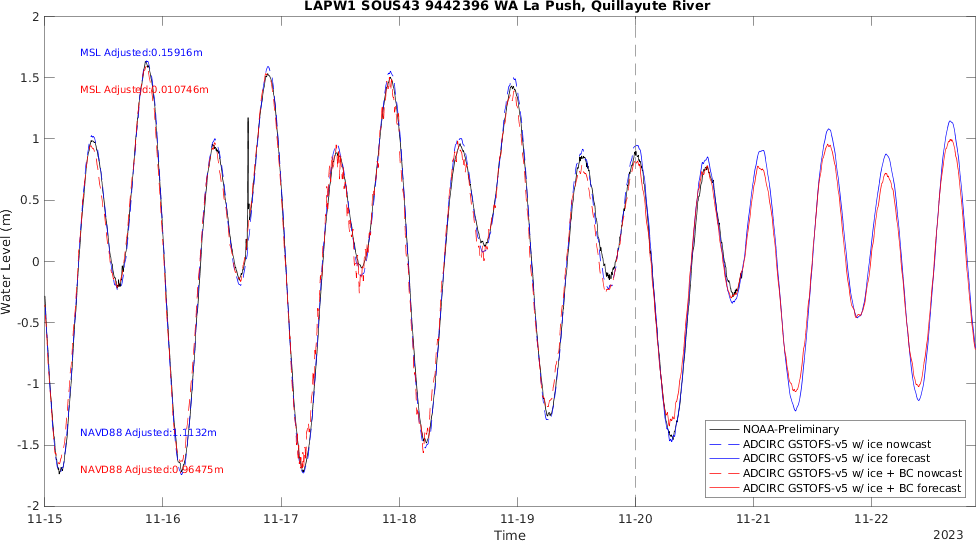 LAPW1 SOUS43 9442396 WA La Push, Quillayute River
2
1.5
1
0.5
0
-0.5
-1
-1.5
-2
Water Level (m)
MSL Adjusted:0.15916m
MSL Adjusted:0.010746m
NAVD88 Adjusted:1.1132m
NAVD88 Adjusted:0.96475m
NOAA-Preliminary
ADCIRC GSTOFS-v5 w/ ice nowcast
ADCIRC GSTOFS-v5 w/ ice forecast
ADCIRC GSTOFS-v5 w/ ice + BC nowcast
ADCIRC GSTOFS-v5 w/ ice + BC forecast
11-15 11-16 11-17 11-18 11-19 11-20 11-21 11-22
Time
2023